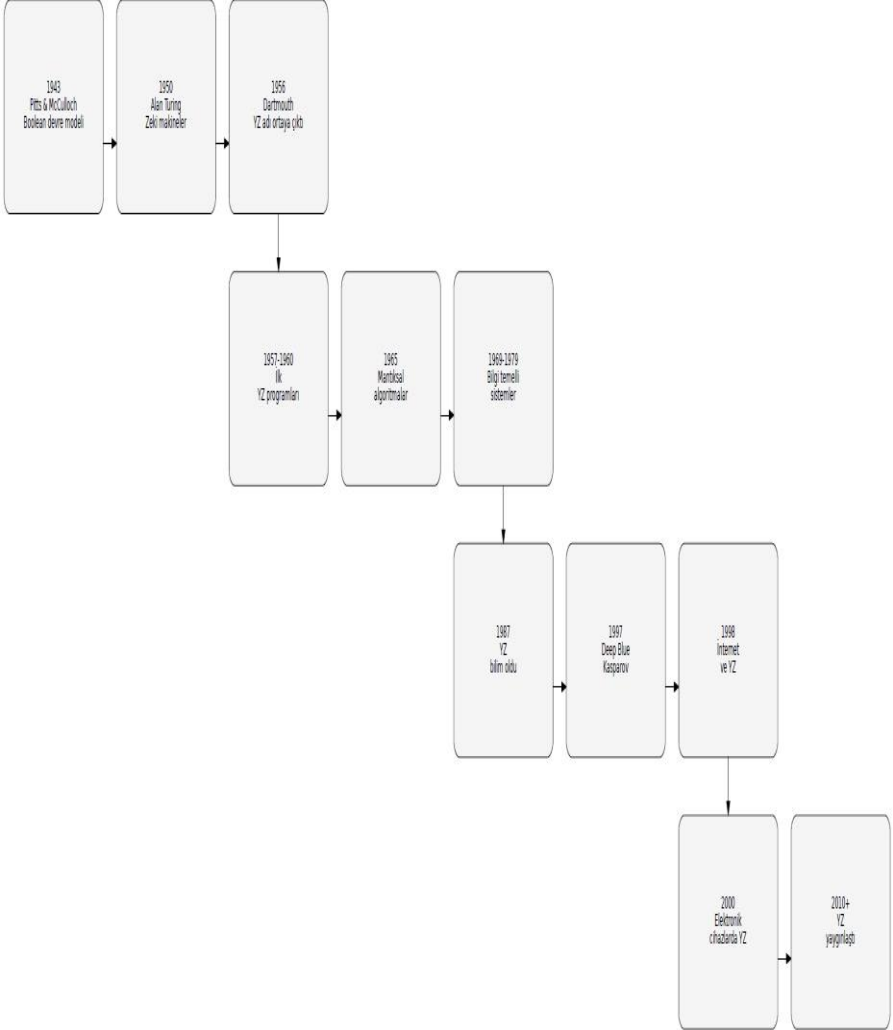 1943
Pitts & McCulloch
Boolean devre modeli
1950
Alan Turing
Zeki makineler
1956
Dartmouth
YZ adı ortaya çıktı
1957-1960
İlk
YZ programları
1965
Mantıksal
algoritmalar
1969-1979
Bilgi temelli
sistemler
1987
YZ
bilim oldu
1997
Deep Blue
Kasparov
1998
İnternet
ve YZ
2000
Elektronik
cihazlarda YZ
2010+
YZ
yaygınlaştı